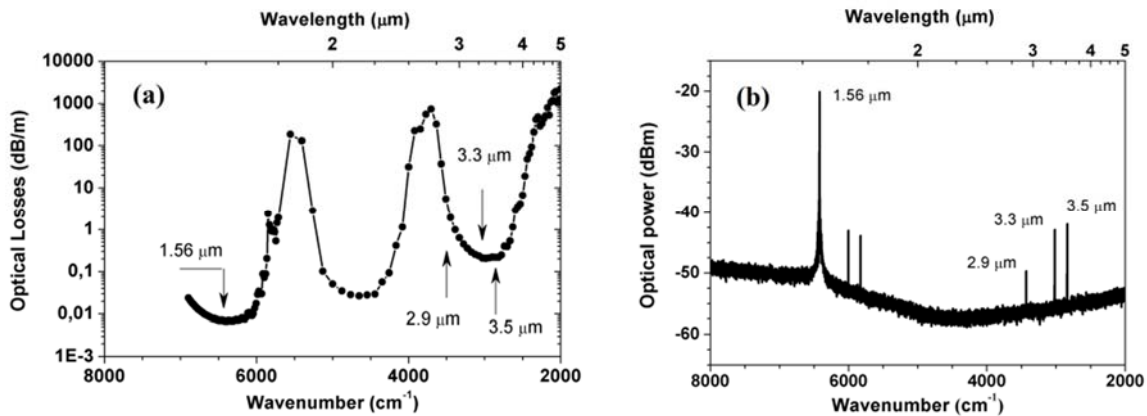 Wavelength (μm)
2 3 4 5
10000
1000
100
10
1
0,1
0,01
1E-3
Optical Losses (dB/m)
(a)
3.3 μm
1.56 μm
2.9 μm
3.5 μm
8000 6000 4000 2000
Wavenumber (cm⁻¹)
Wavelength (μm)
2 3 4 5
-20
-30
-40
-50
-60
Optical power (dBm)
(b)
1.56 μm
3.3 μm
3.5 μm
2.9 μm
8000 6000 4000 2000
Wavenumber (cm⁻¹)